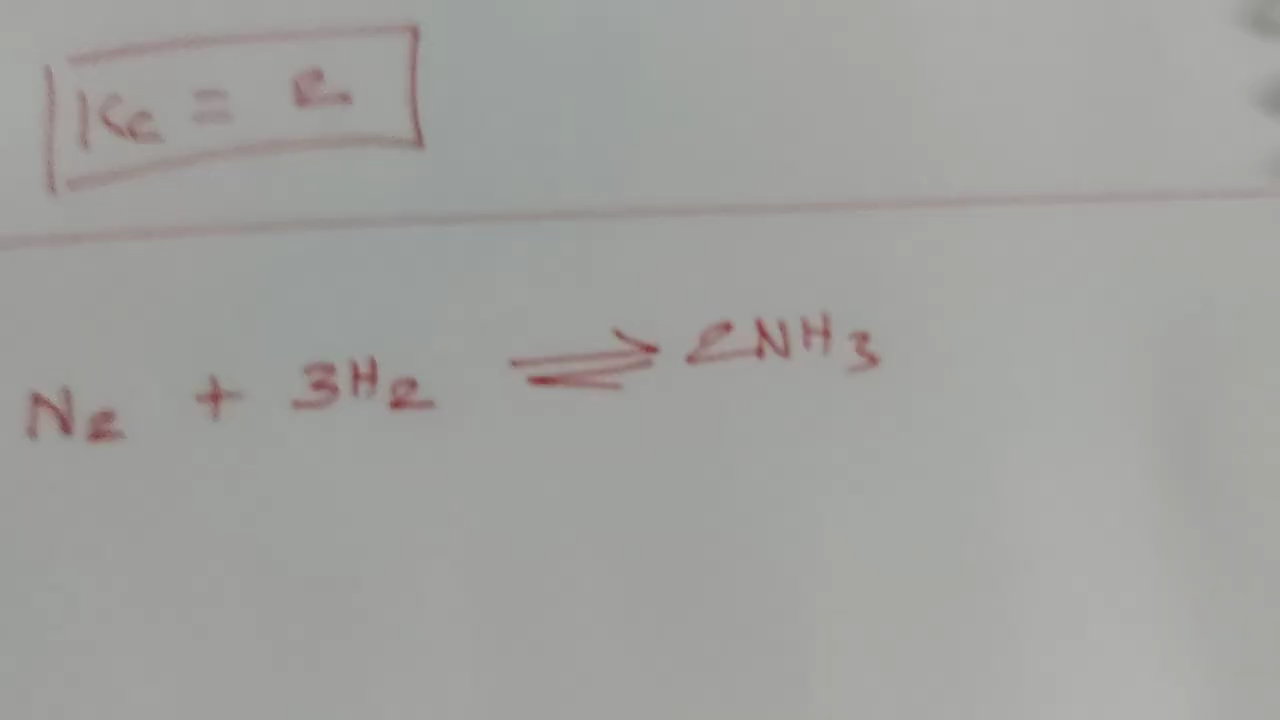 Kc = 2
N2 + 3H2 ⇌ 2NH3